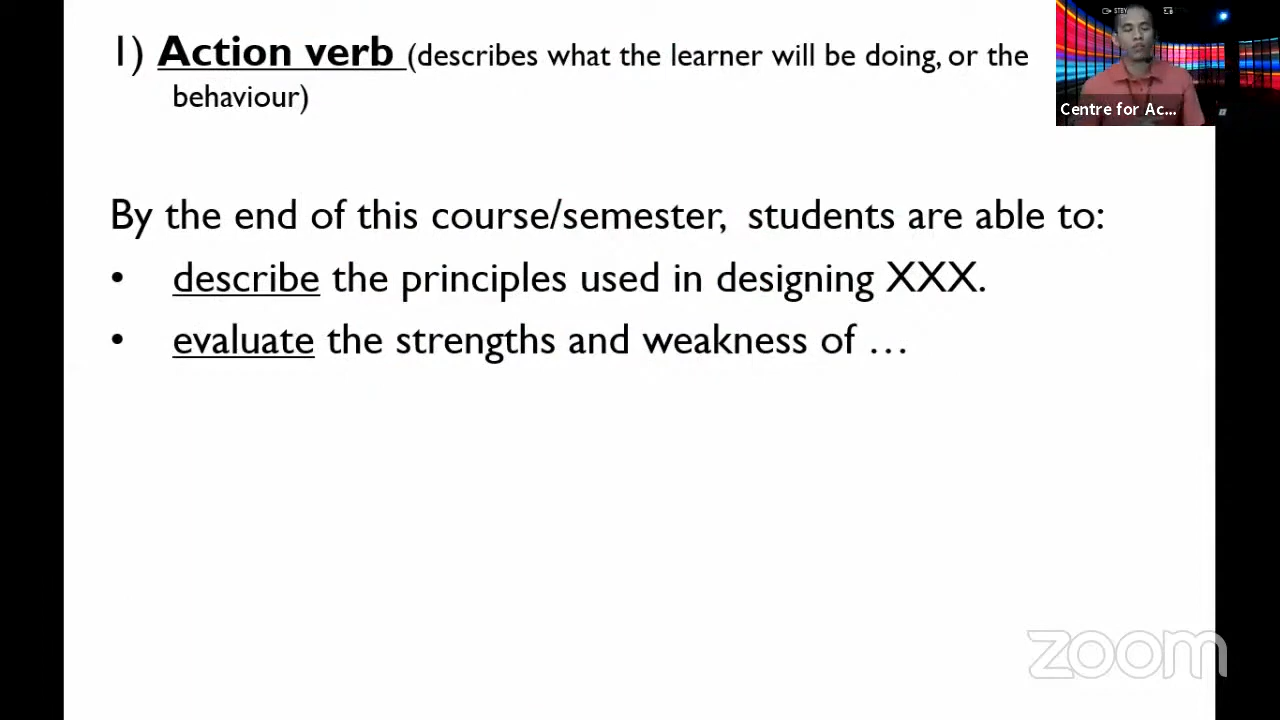 1) Action verb (describes what the learner will be doing, or the
behaviour)
By the end of this course/semester, students are able to:
• describe the principles used in designing XXX.
• evaluate the strengths and weakness of …
Centre for Ac...
zoom